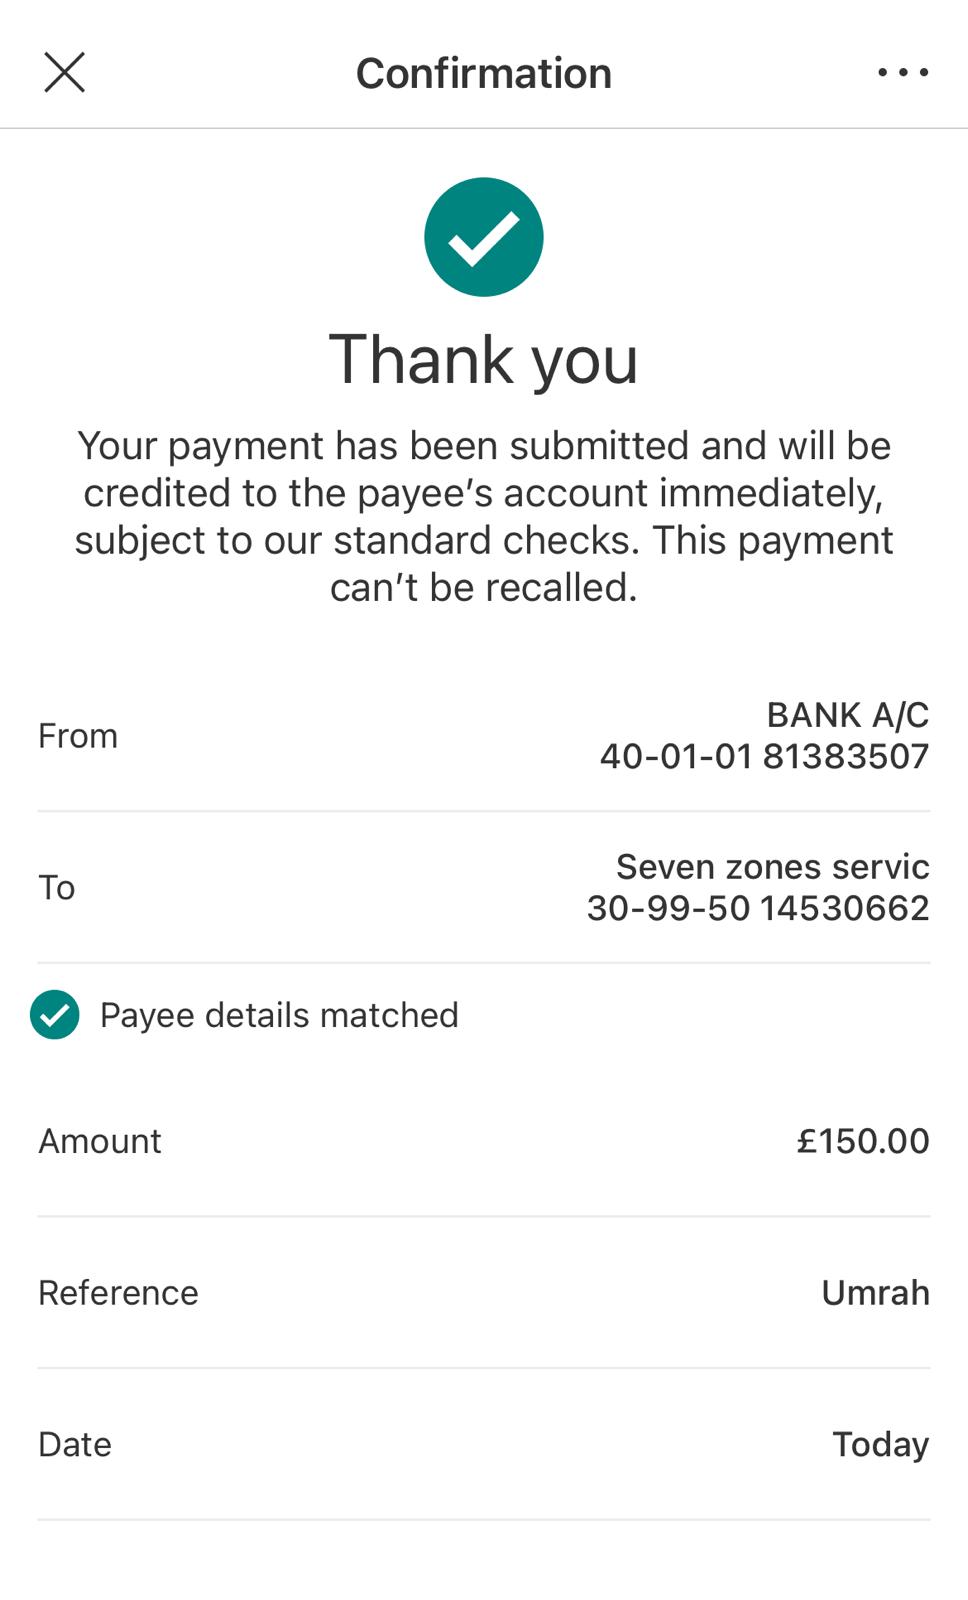 Confirmation
Thank you
Your payment has been submitted and will be
credited to the payee’s account immediately,
subject to our standard checks. This payment
can’t be recalled.
From
BANK A/C
40-01-01 81383507
To
Seven zones servic
30-99-50 14530662
Payee details matched
Amount
£150.00
Reference
Umrah
Date
Today